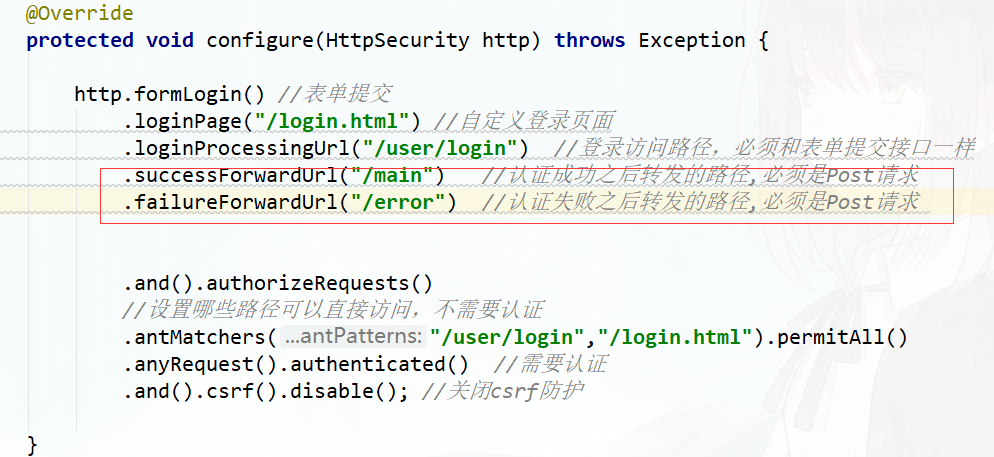 @Override
protected void configure(HttpSecurity http) throws Exception {
http.formLogin() //表单提交
.loginPage("/login.html") //自定义登录页面
.loginProcessingUrl("/user/login")  //登录访问路径，必须和表单提交接口一样
.successForwardUrl("/main")   //认证成功之后转发的路径,必须是Post请求
.failureForwardUrl("/error")  //认证失败之后转发的路径,必须是Post请求
.and().authorizeRequests()
//设置哪些路径可以直接访问，不需要认证
.antMatchers( ...antPatterns: "/user/login","/login.html").permitAll()
.anyRequest().authenticated()  //需要认证
.and().csrf().disable(); //关闭csrf防护
}